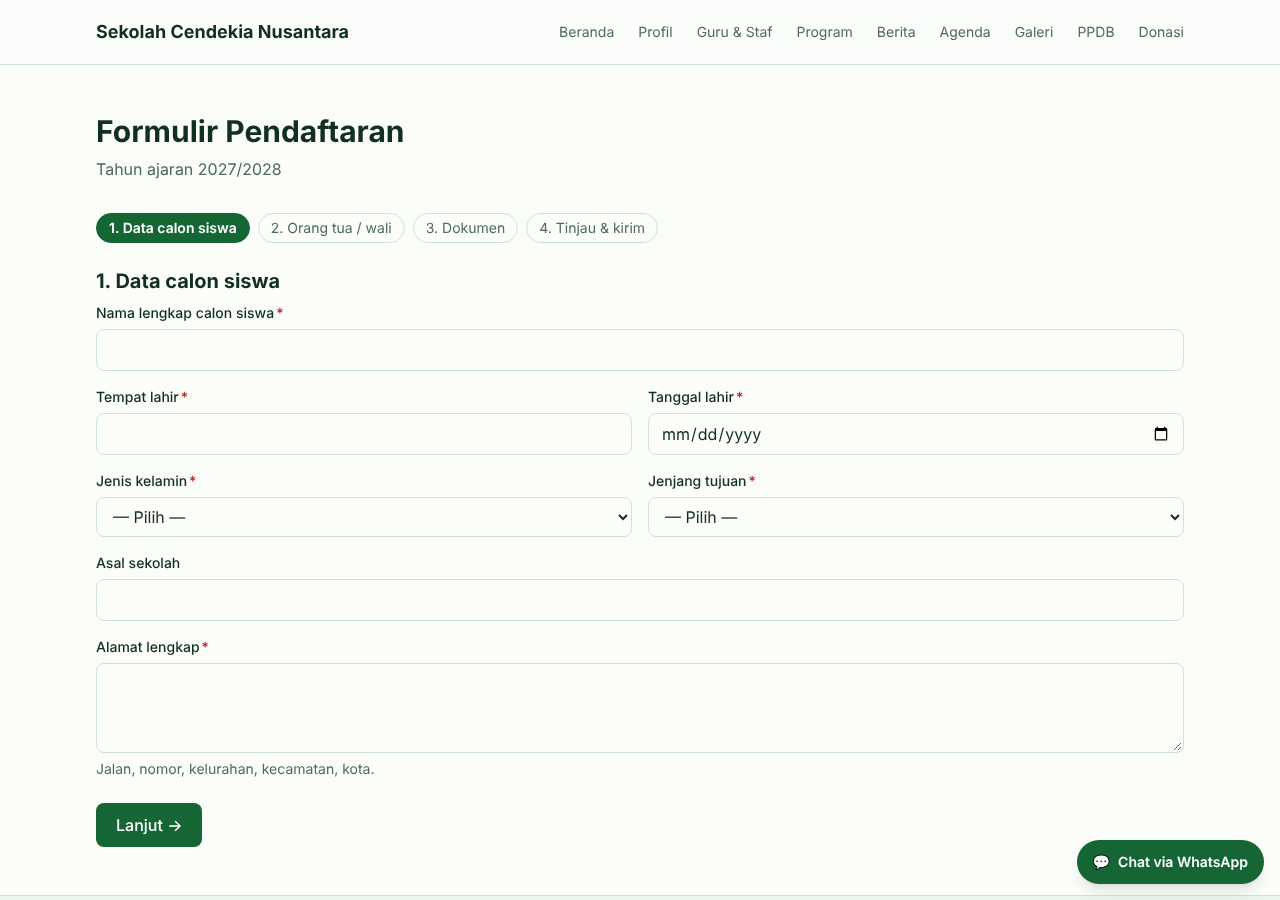 Sekolah Cendekia Nusantara
Beranda Profil Guru & Staf Program Berita Agenda Galeri PPDB Donasi
Formulir Pendaftaran
Tahun ajaran 2027/2028
1. Data calon siswa 2. Orang tua / wali 3. Dokumen 4. Tinjau & kirim
1. Data calon siswa
Nama lengkap calon siswa *
Tempat lahir * Tanggal lahir *
mm/dd/yyyy
Jenis kelamin * Jenjang tujuan *
— Pilih — — Pilih —
Asal sekolah
Alamat lengkap *
Jalan, nomor, kelurahan, kecamatan, kota.
Lanjut →
💬 Chat via WhatsApp